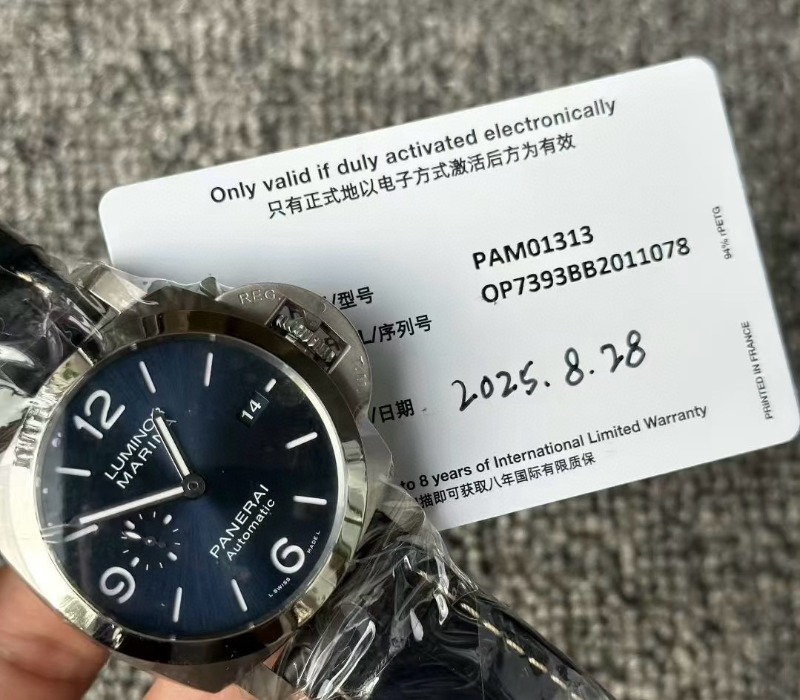 Only valid if duly activated electronically
只有正式地以电子方式激活后方为有效
PAM01313
/型号
OP7393BB2011078
L/序列号
2025.8.28
/日期
to 8 years of International Limited Warranty
描即可获取八年国际有限质保
94% rPETG
PRINTED IN FRANCE
REG.
12
LUMINOR
MARINA
14
PANERAI
Automatic
9
6
L SWISS MADE L